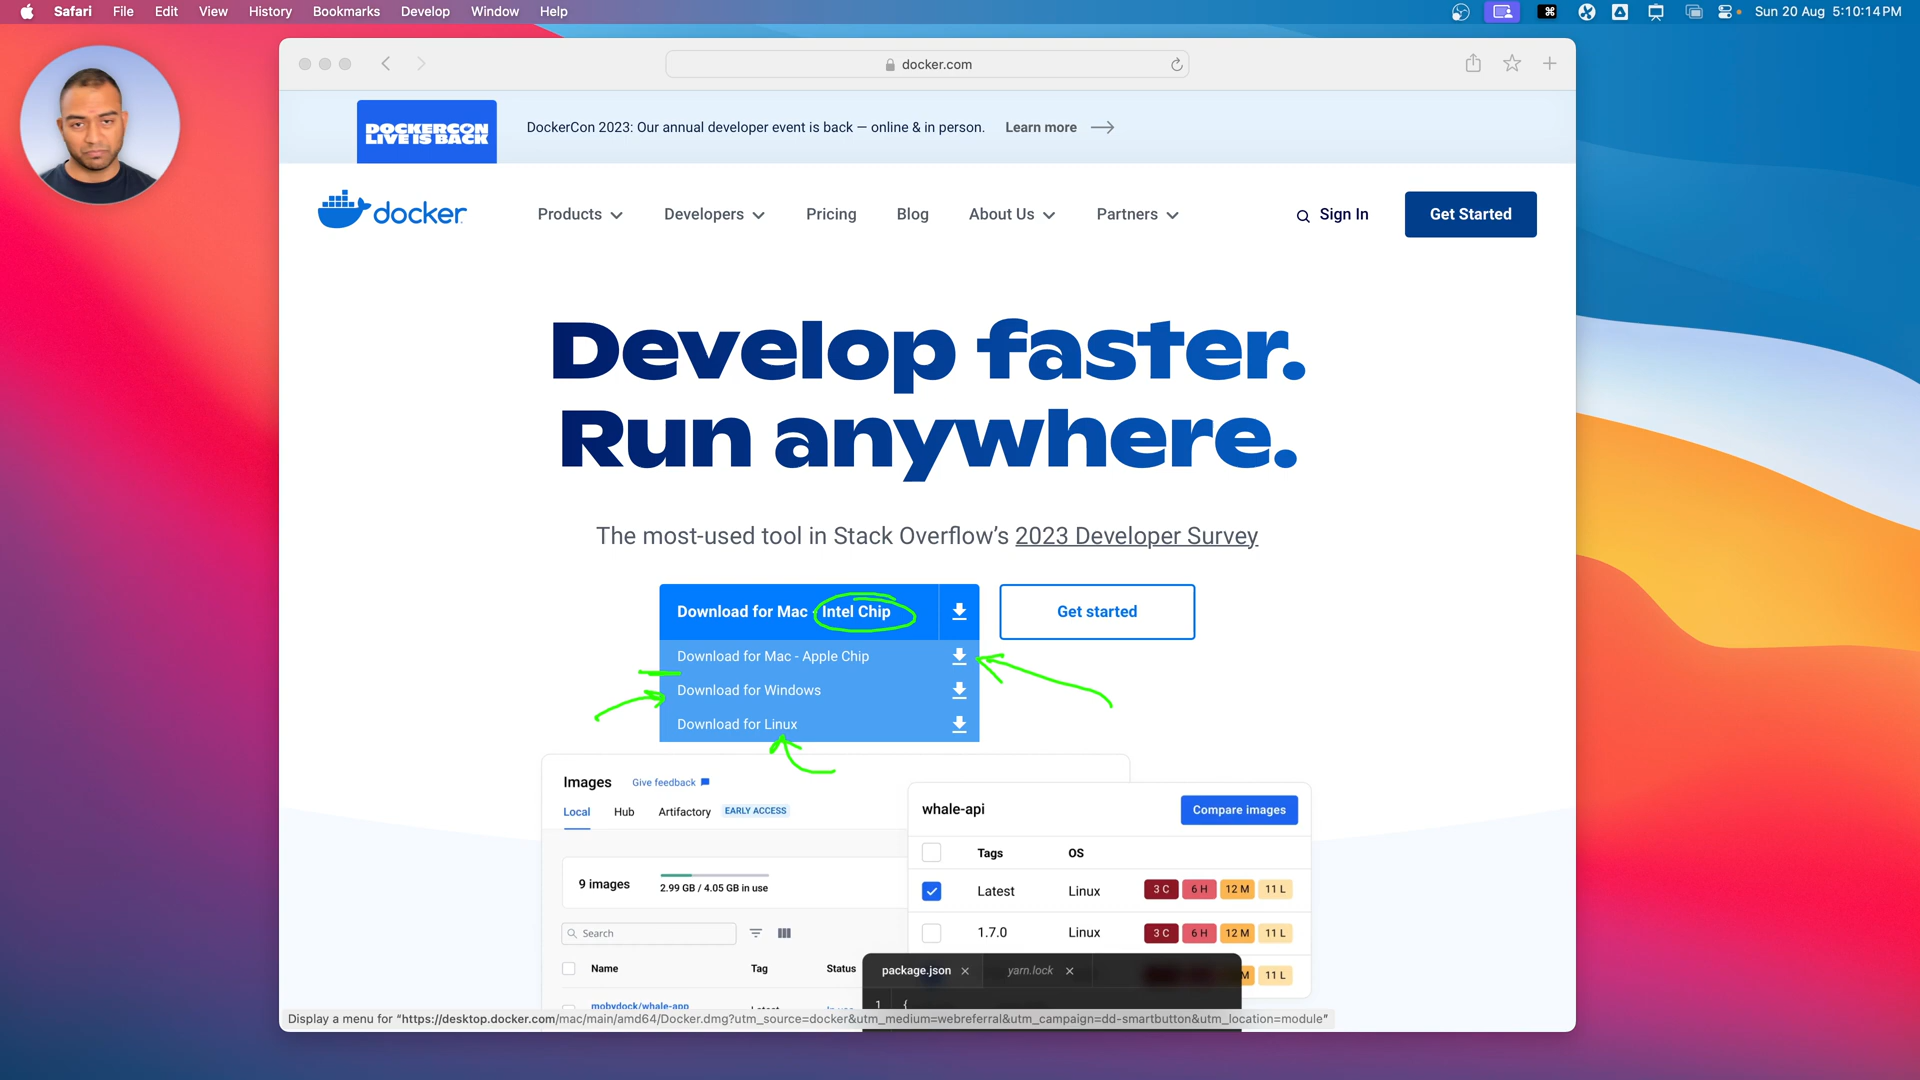 Safari File Edit View History Bookmarks Develop Window Help Sun 20 Aug 5:10:14 PM
docker.com
DOCKERCON
LIVE IS BACK
DockerCon 2023: Our annual developer event is back — online & in person. Learn more
docker
Products Developers Pricing Blog About Us Partners Sign In Get Started
Develop faster.
Run anywhere.
The most-used tool in Stack Overflow’s 2023 Developer Survey
Download for Mac - Intel Chip
Get started
Download for Mac - Apple Chip
Download for Windows
Download for Linux
Images Give feedback
Local Hub Artifactory EARLY ACCESS
9 images
2.99 GB / 4.05 GB in use
Search
Name Tag Status
mobydock/whale-app Latest in use
whale-api Compare images
Tags OS
Latest Linux 3 C 6 H 12 M 11 L
1.7.0 Linux 3 C 6 H 12 M 11 L
M 11 L
package.json yarn.lock
1 {
Display a menu for “https://desktop.docker.com/mac/main/amd64/Docker.dmg?utm_source=docker&utm_medium=webreferral&utm_campaign=dd-smartbutton&utm_location=module”